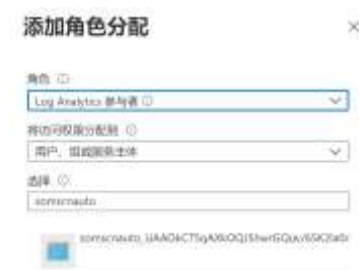 添加角色分配
角色
Log Analytics 参与者
将访问权限分配到
用户、组或服务主体
选择
somscnauto